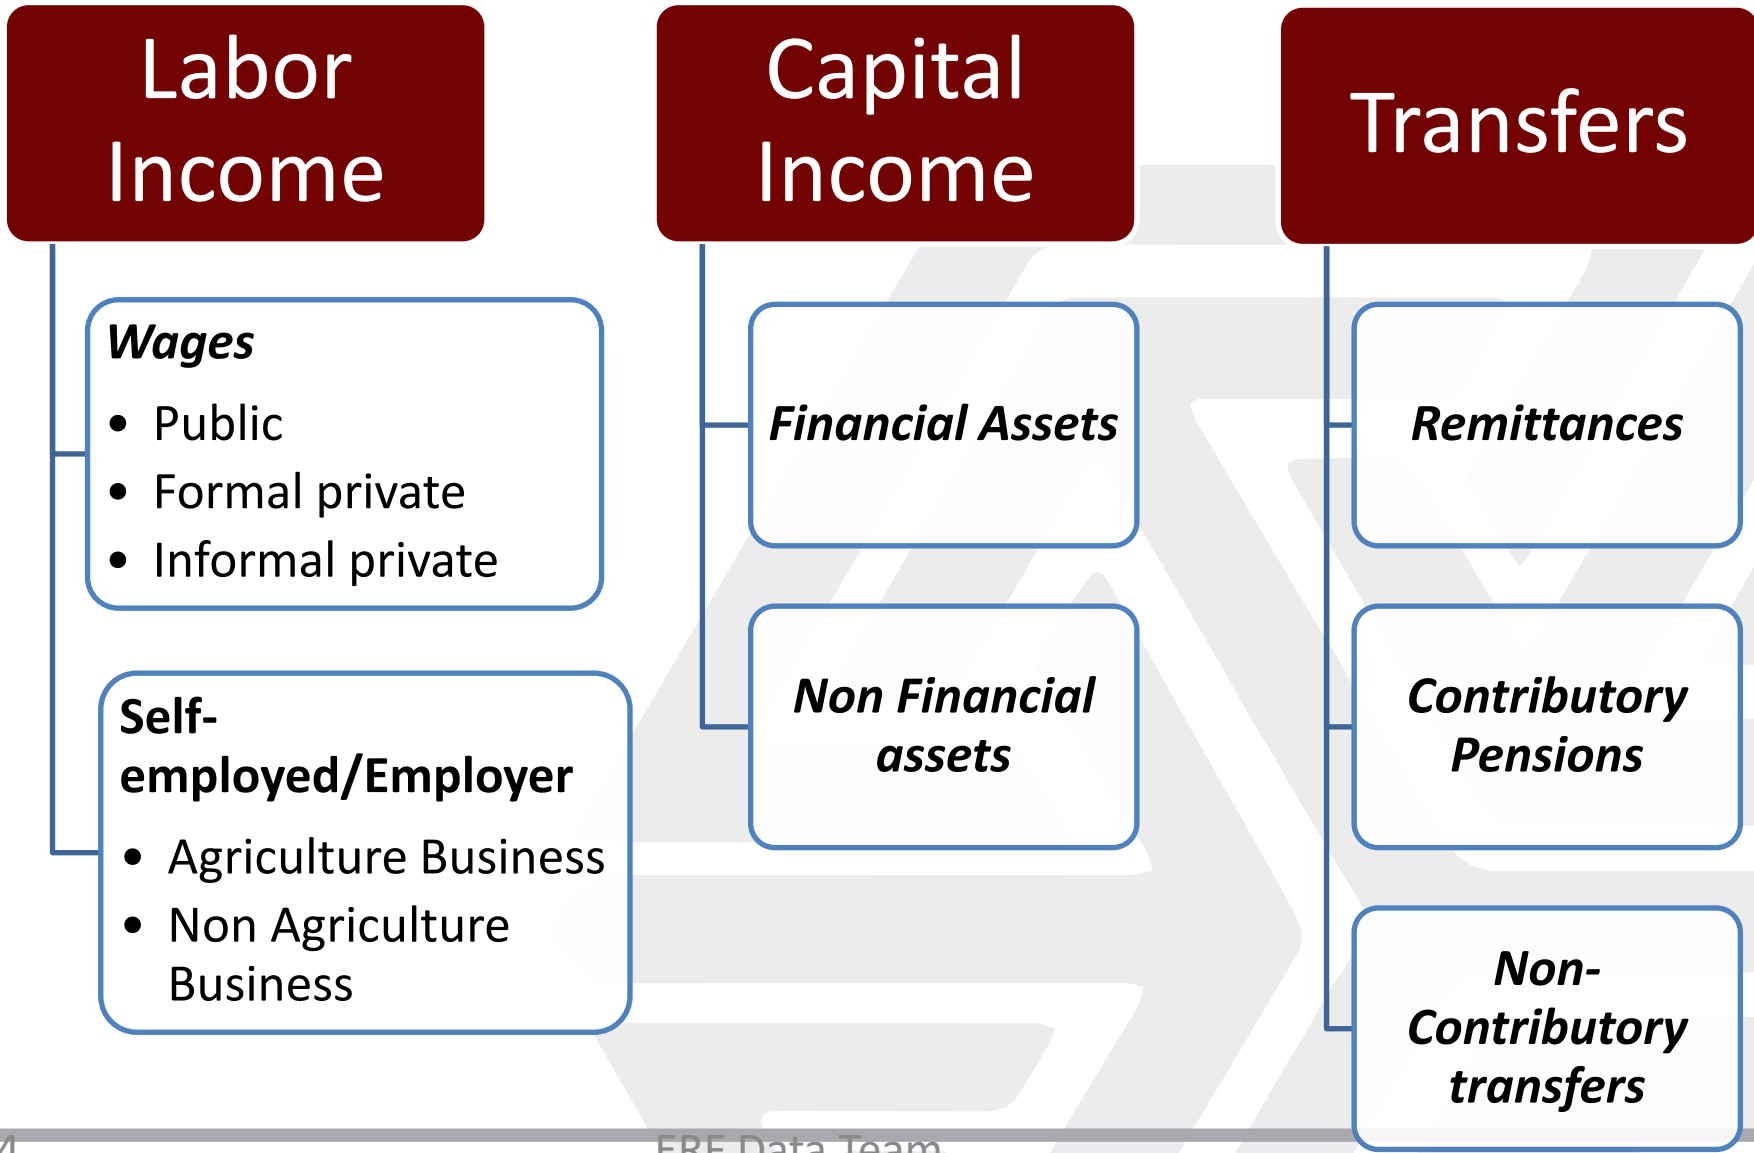 Labor
Income
Wages
• Public
• Formal private
• Informal private
Self-
employed/Employer
• Agriculture Business
• Non Agriculture
Business
Capital
Income
Financial Assets
Non Financial
assets
Transfers
Remittances
Contributory
Pensions
Non-
Contributory
transfers
4
ERF Data Team